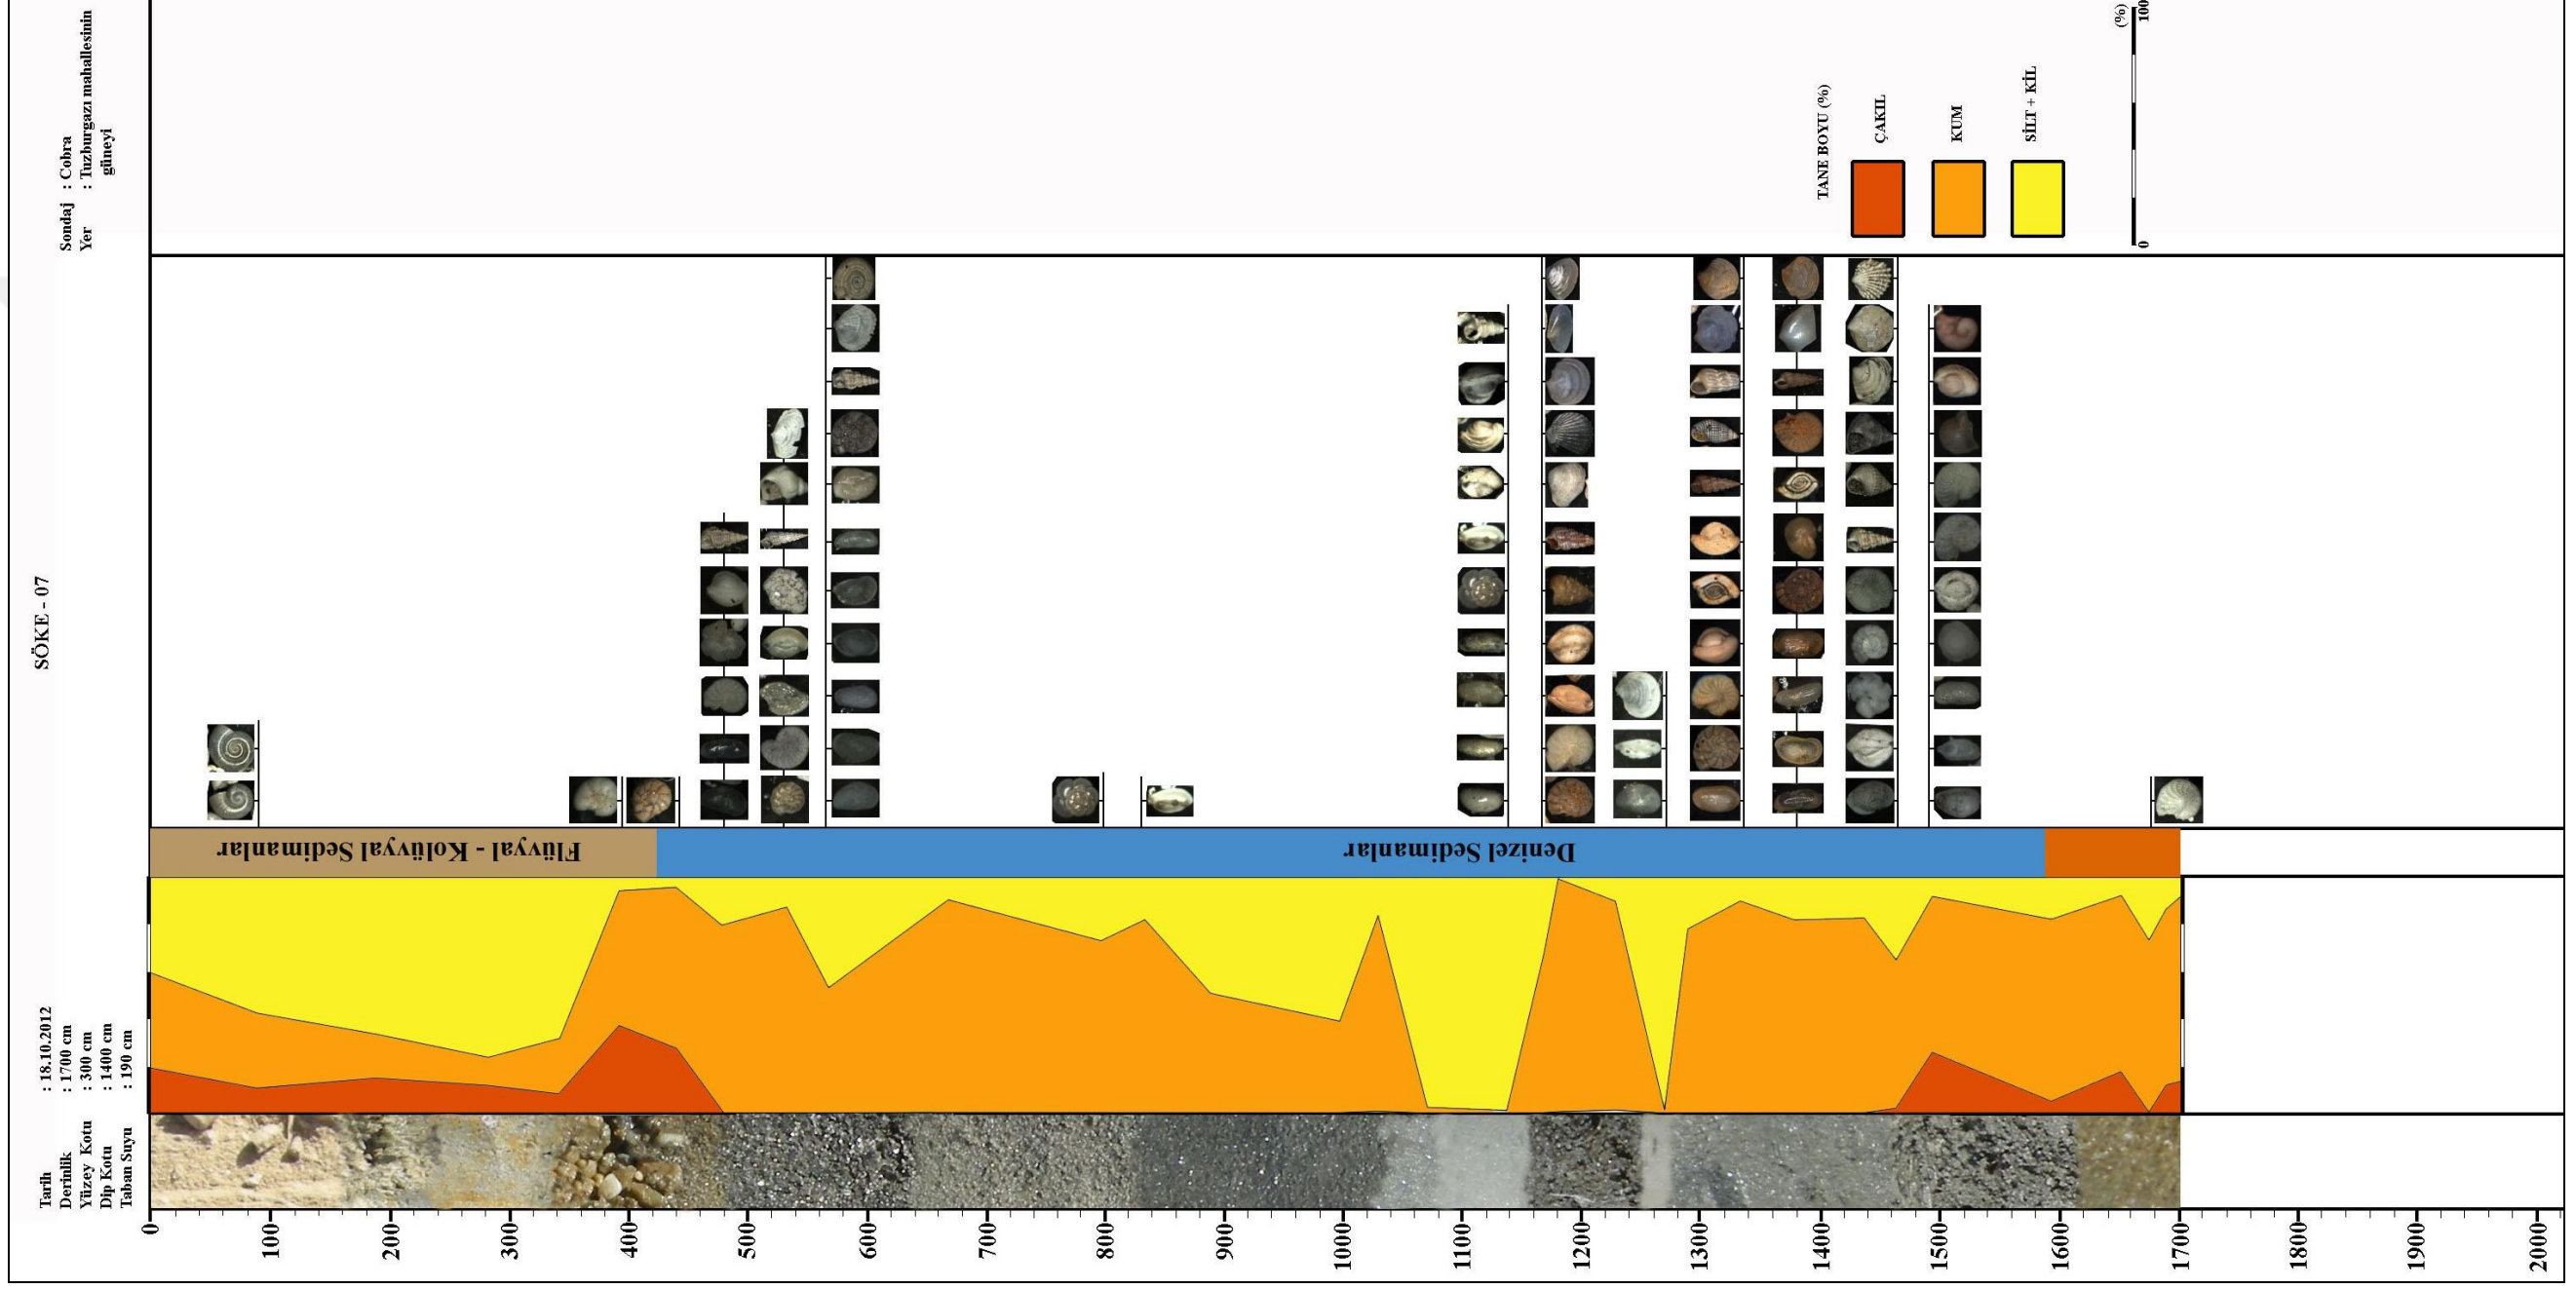 SÖKE - 07
Tarih : 18.10.2012
Derinlik : 1700 cm
Yüzey Kotu : 300 cm
Dip Kotu : 1400 cm
Taban Suyu : 190 cm
Sondaj : Cobra
Yer : Tuzburgazı mahallesinin
güneyi
Flüvyal - Kolüvyal Sedimanlar
Denizel Sedimanlar
TANE BOYU (%)
ÇAKIL
KUM
SİLT + KİL
(%)
0 100
0
100
200
300
400
500
600
700
800
900
1000
1100
1200
1300
1400
1500
1600
1700
1800
1900
2000